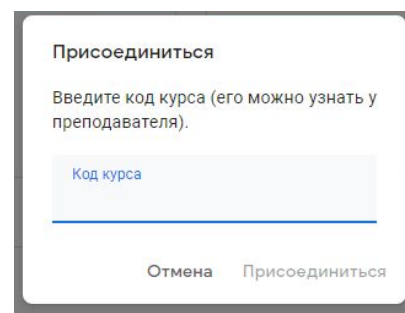 Присоединиться
Введите код курса (его можно узнать у
преподавателя).
Код курса
Отмена Присоединиться